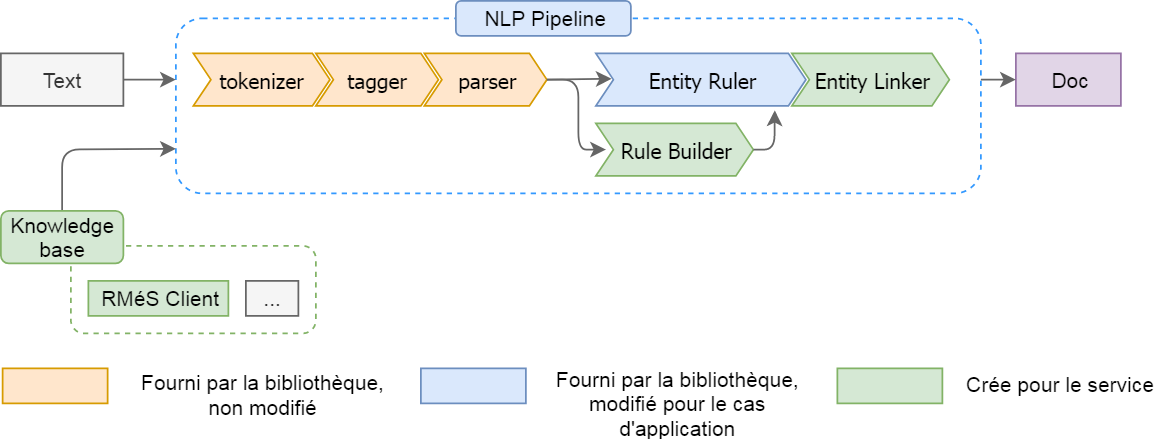 NLP Pipeline
Text
tokenizer
tagger
parser
Entity Ruler
Entity Linker
Doc
Rule Builder
Knowledge
base
RMéS Client
...
Fourni par la bibliothèque,
non modifié
Fourni par la bibliothèque,
modifié pour le cas
d'application
Crée pour le service